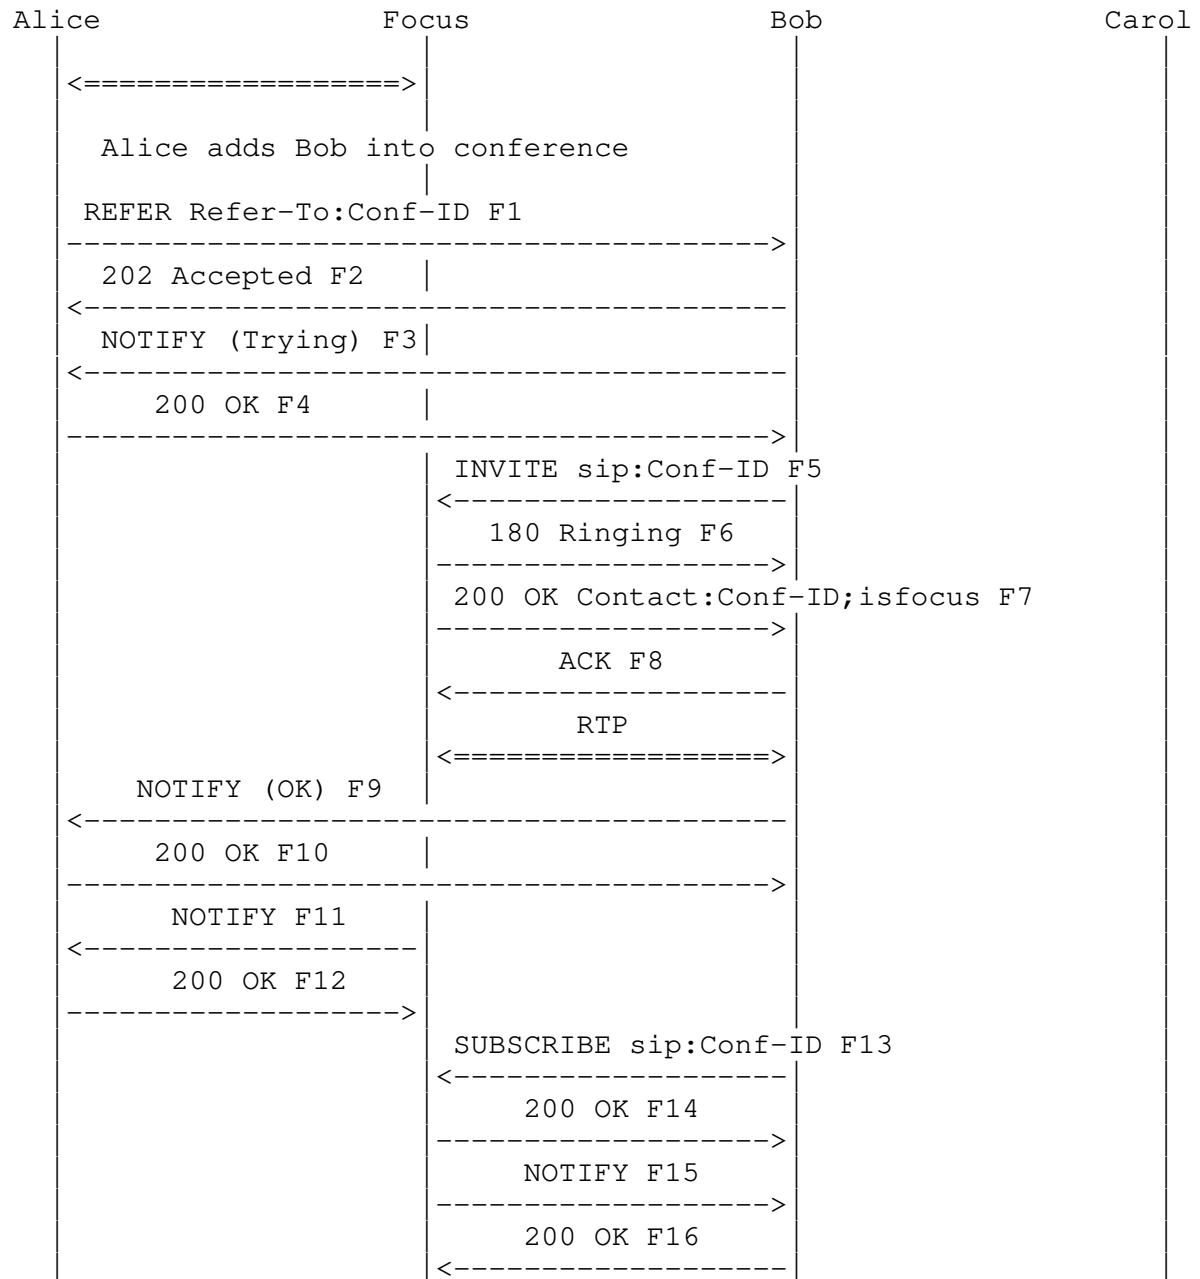 Alice Focus Bob Carol
Alice adds Bob into conference
REFER Refer-To:Conf-ID F1
202 Accepted F2
NOTIFY (Trying) F3
200 OK F4
INVITE sip:Conf-ID F5
180 Ringing F6
200 OK Contact:Conf-ID;isfocus F7
ACK F8
RTP
NOTIFY (OK) F9
200 OK F10
NOTIFY F11
200 OK F12
SUBSCRIBE sip:Conf-ID F13
200 OK F14
NOTIFY F15
200 OK F16